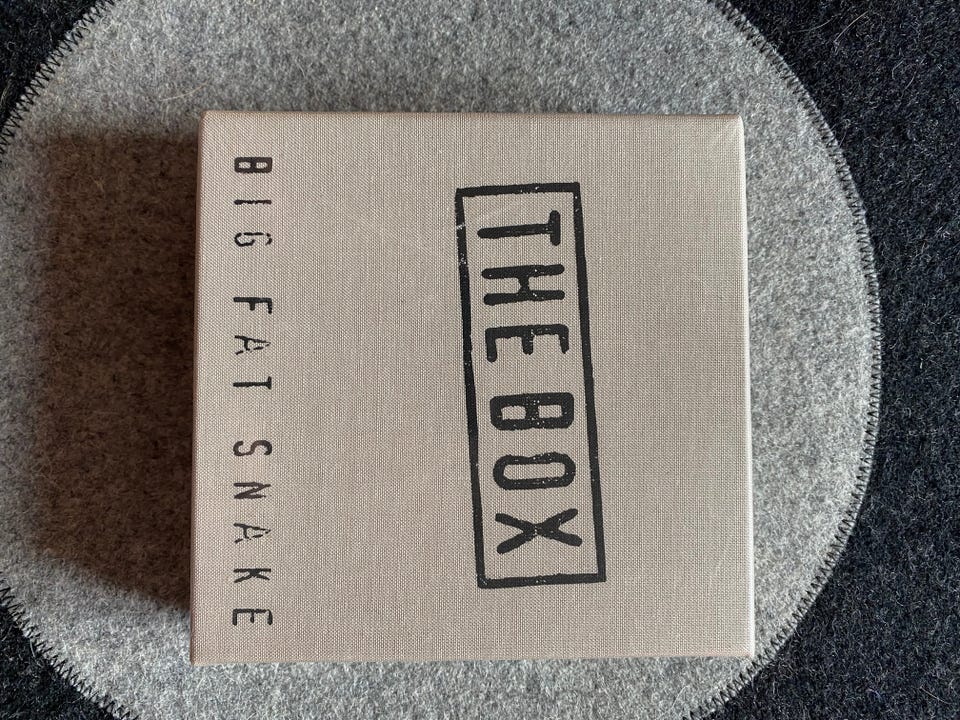 THE BOX
BIG FAT SNAKE